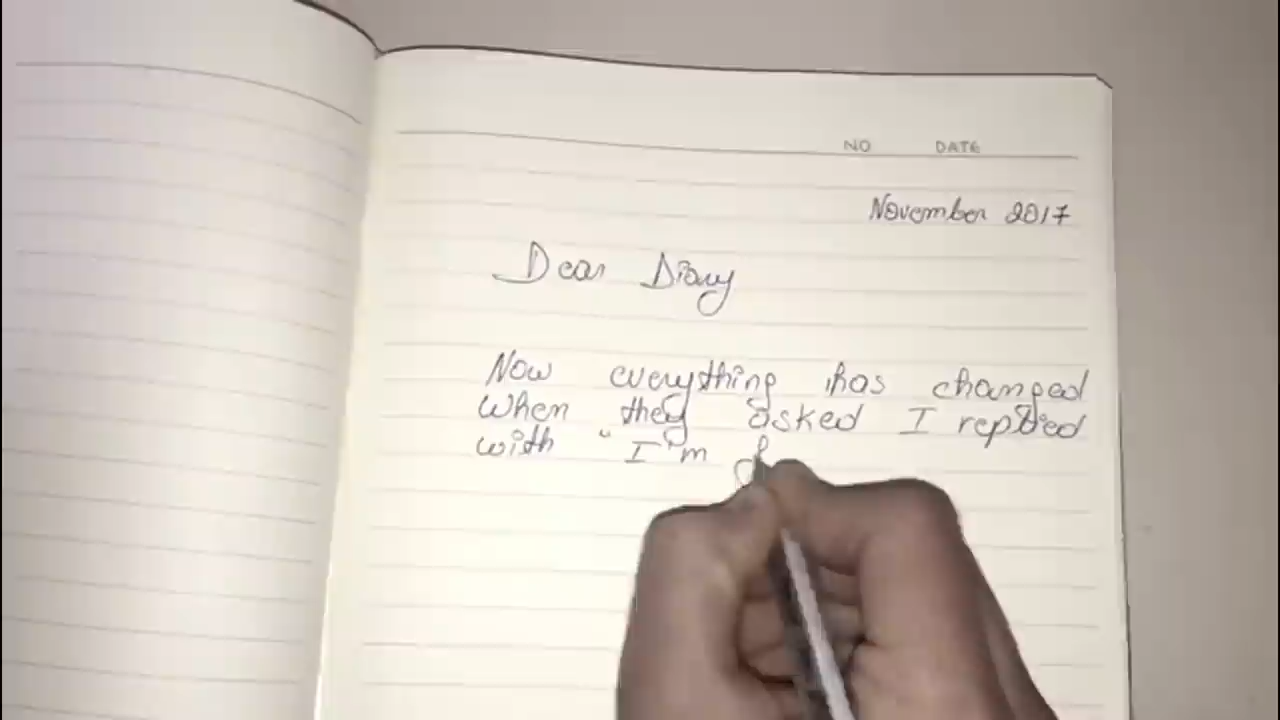 NO DATE
November 2017
Dear Diary
Now everything has changed
when they asked I replied
with "I'm f